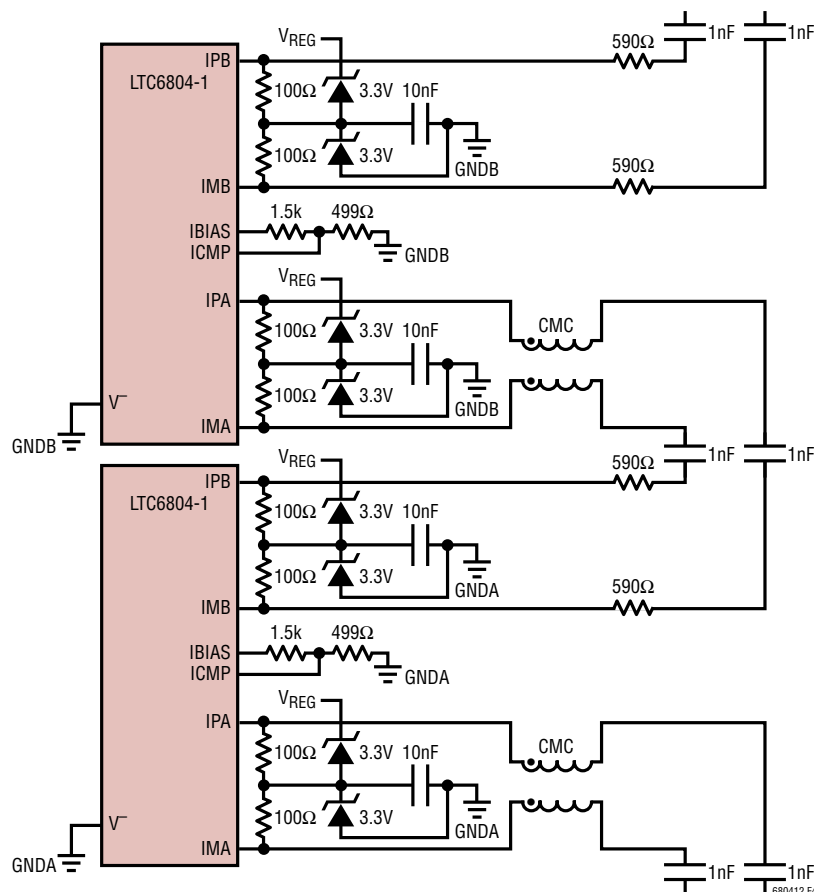 VREG
1nF 1nF
IPB
590Ω
LTC6804-1
100Ω 3.3V 10nF
100Ω 3.3V
GNDB
590Ω
IMB
1.5k 499Ω
IBIAS
ICMP
GNDB
VREG
IPA
CMC
100Ω 3.3V 10nF
100Ω 3.3V
GNDB
V–
IMA
GNDB
VREG
590Ω
1nF 1nF
IPB
LTC6804-1
100Ω 3.3V 10nF
100Ω 3.3V
GNDA
590Ω
IMB
1.5k 499Ω
IBIAS
ICMP
GNDA
VREG
IPA
CMC
100Ω 3.3V 10nF
100Ω 3.3V
GNDA
V–
IMA
GNDA
1nF 1nF